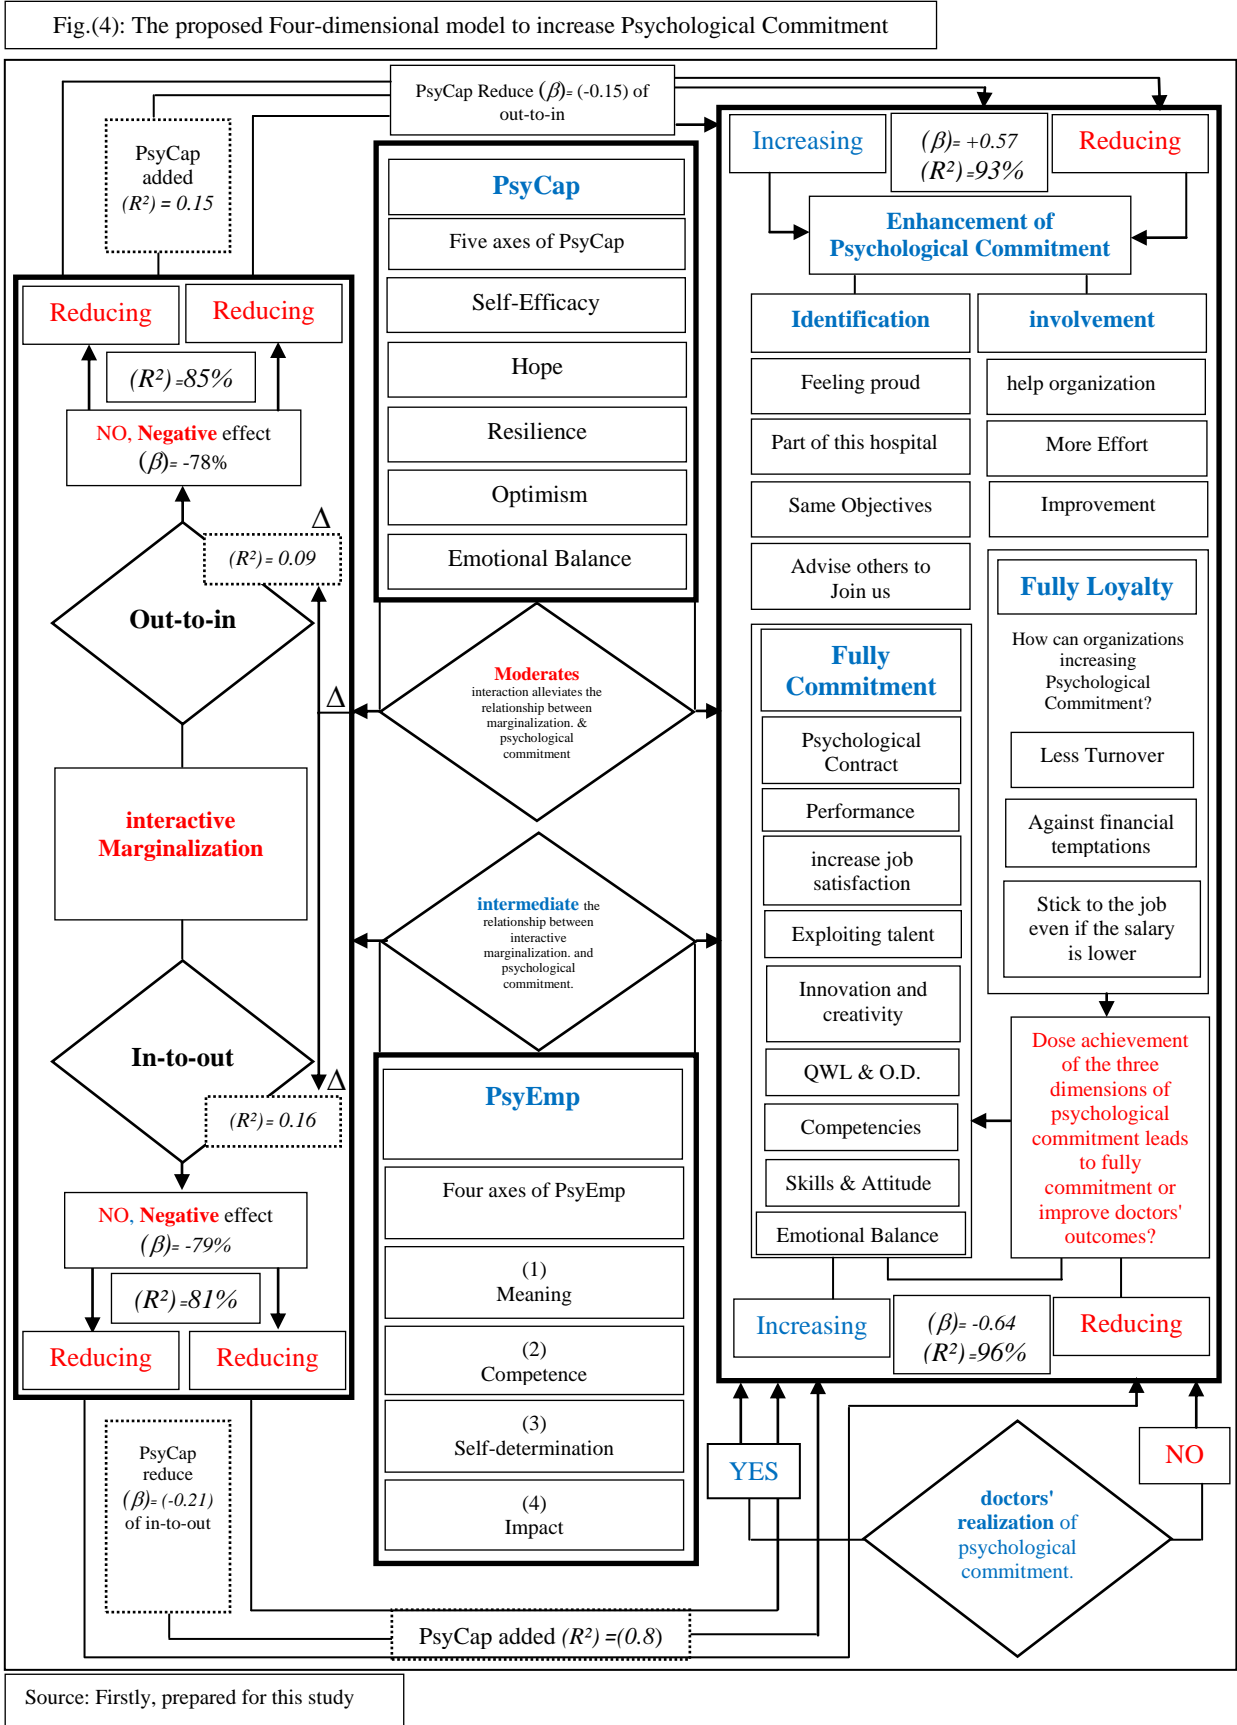 Fig.(4): The proposed Four-dimensional model to increase Psychological Commitment
PsyCap Reduce (β)= (-0.15) of
out-to-in
PsyCap
added
(R²) = 0.15
Reducing
Reducing
(R²) =85%
NO, Negative effect
(β)= -78%
Δ
(R²)= 0.09
Out-to-in
Δ
interactive
Marginalization
In-to-out
Δ
(R²)= 0.16
NO, Negative effect
(β)= -79%
(R²)=81%
Reducing
Reducing
PsyCap
reduce
(β)= (-0.21)
of in-to-out
PsyCap
Five axes of PsyCap
Self-Efficacy
Hope
Resilience
Optimism
Emotional Balance
Moderates
interaction alleviates the
relationship between
marginalization. &
psychological
commitment
intermediate the
relationship between
interactive
marginalization. and
psychological
commitment.
PsyEmp
Four axes of PsyEmp
(1)
Meaning
(2)
Competence
(3)
Self-determination
(4)
Impact
PsyCap added (R²) =(0.8)
Increasing
(β)= +0.57
(R²) =93%
Reducing
Enhancement of
Psychological Commitment
Identification
Feeling proud
Part of this hospital
Same Objectives
Advise others to
Join us
involvement
help organization
More Effort
Improvement
Fully Loyalty
How can organizations
increasing
Psychological
Commitment?
Less Turnover
Against financial
temptations
Stick to the job
even if the salary
is lower
Fully
Commitment
Psychological
Contract
Performance
increase job
satisfaction
Exploiting talent
Innovation and
creativity
QWL & O.D.
Competencies
Skills & Attitude
Emotional Balance
Dose achievement
of the three
dimensions of
psychological
commitment leads
to fully
commitment or
improve doctors'
outcomes?
Increasing
(β)= -0.64
(R²) =96%
Reducing
YES
NO
doctors'
realization of
psychological
commitment.
Source: Firstly, prepared for this study